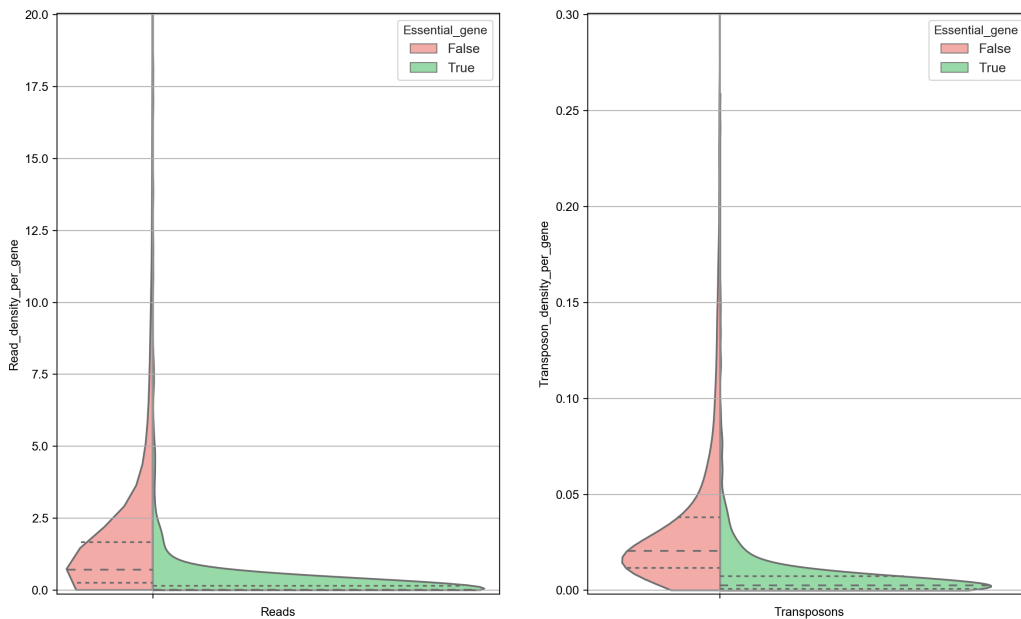 Read_density_per_gene
20.0
17.5
15.0
12.5
10.0
7.5
5.0
2.5
0.0
Essential_gene
False
True
Reads
Transposon_density_per_gene
0.30
0.25
0.20
0.15
0.10
0.05
0.00
Essential_gene
False
True
Transposons